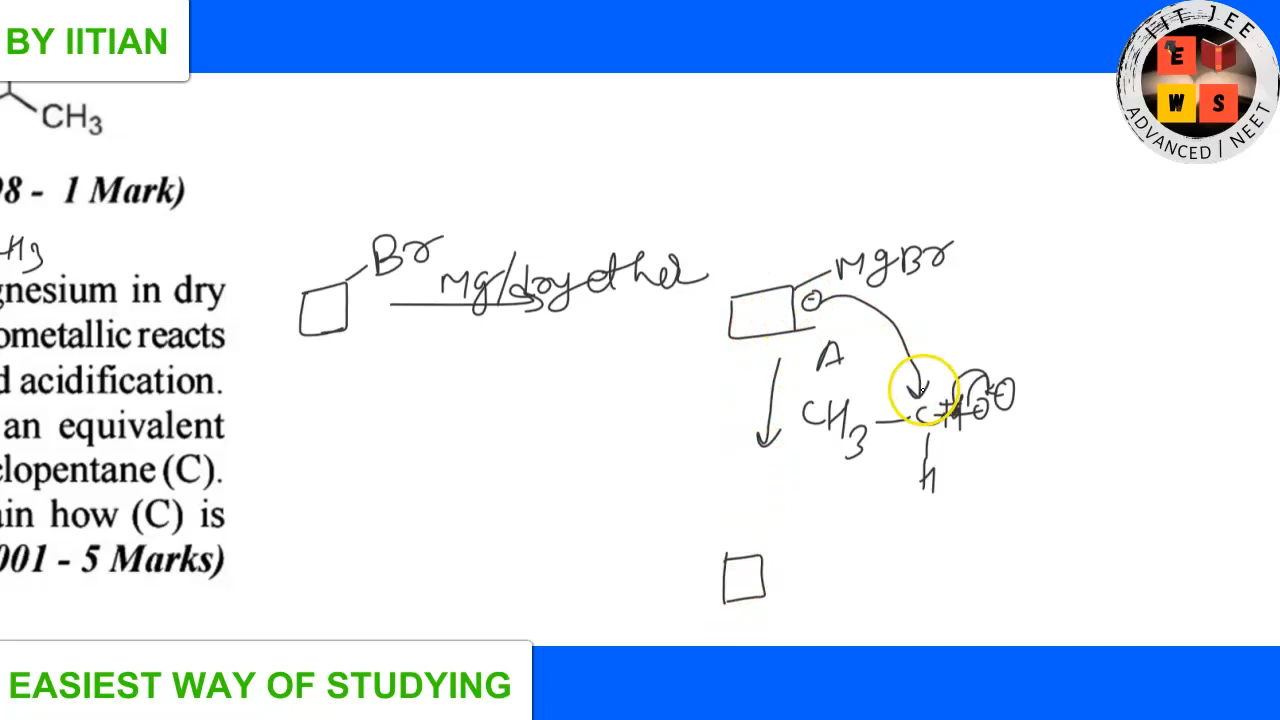 BY IITIAN
IIT JEE
E
W S
ADVANCED | NEET
CH3
98 - 1 Mark)
H3
gnesium in dry
ometallic reacts
d acidification.
an equivalent
clopentane (C).
ain how (C) is
001 - 5 Marks)
Br
Mg/dry ether
MgBr
⊖
A
CH3 - C
H
EASIEST WAY OF STUDYING